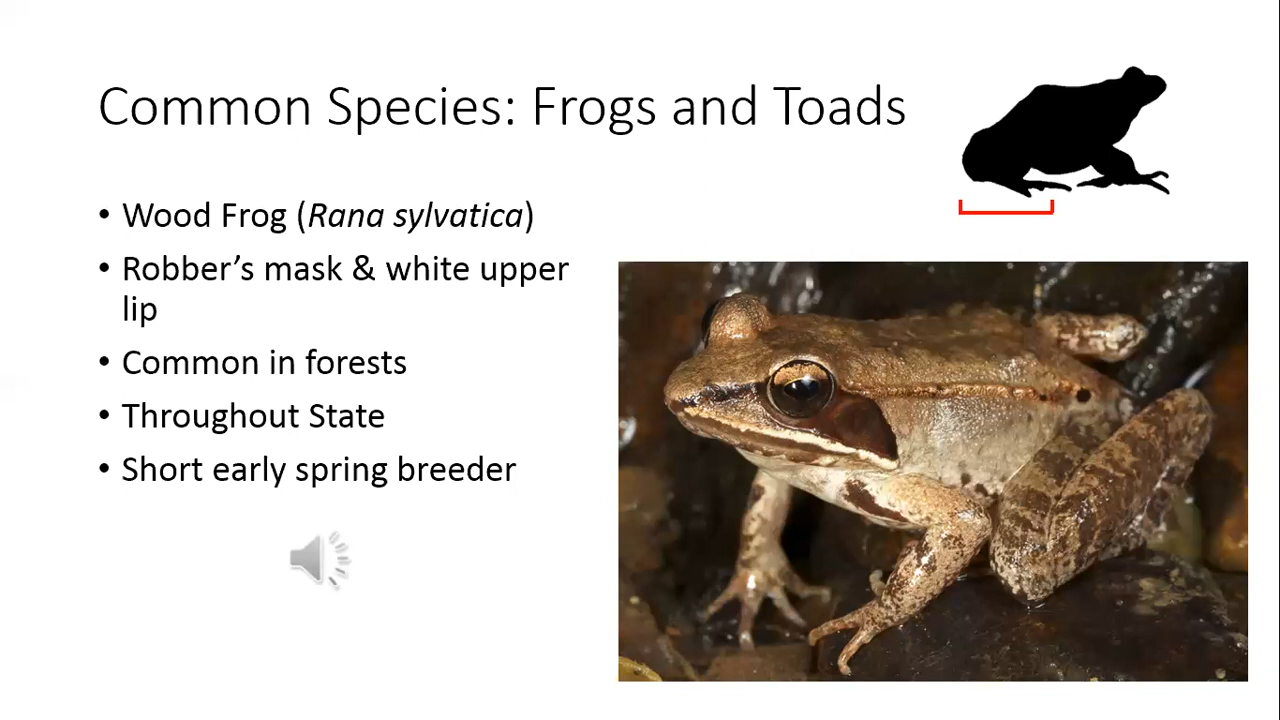 Common Species: Frogs and Toads
• Wood Frog (Rana sylvatica)
• Robber’s mask & white upper
lip
• Common in forests
• Throughout State
• Short early spring breeder